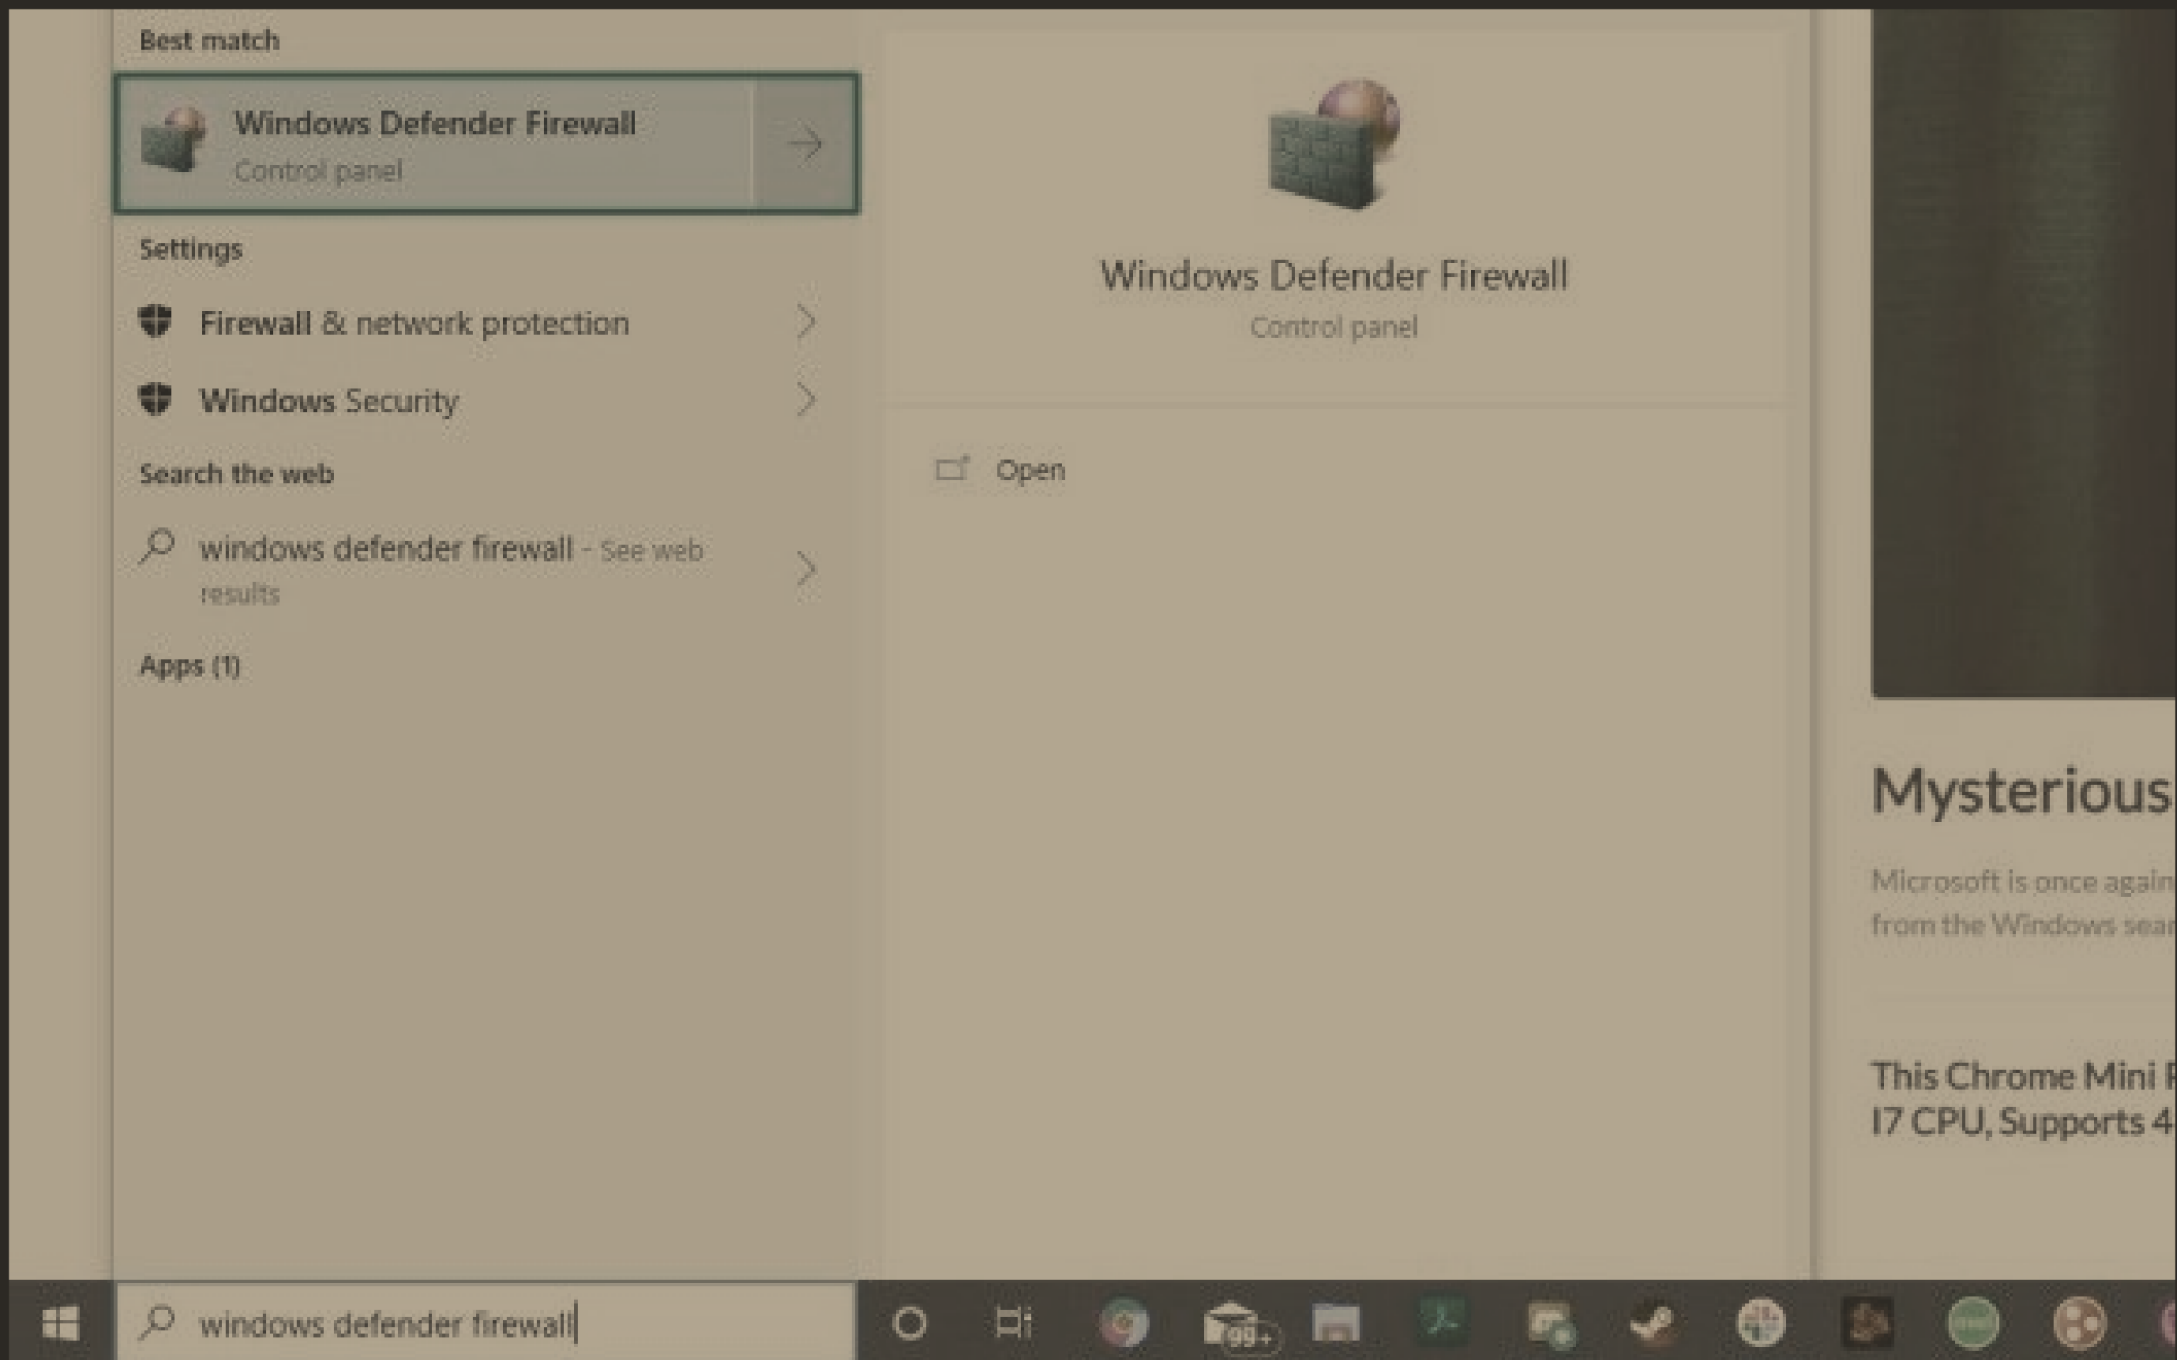 Best match
Windows Defender Firewall
Control panel
Settings
Firewall & network protection
Windows Security
Search the web
windows defender firewall - See web
results
Apps (1)
windows defender firewall
Windows Defender Firewall
Control panel
Open
Mysterious
Microsoft is once again
from the Windows sear
This Chrome Mini P
I7 CPU, Supports 4
99+